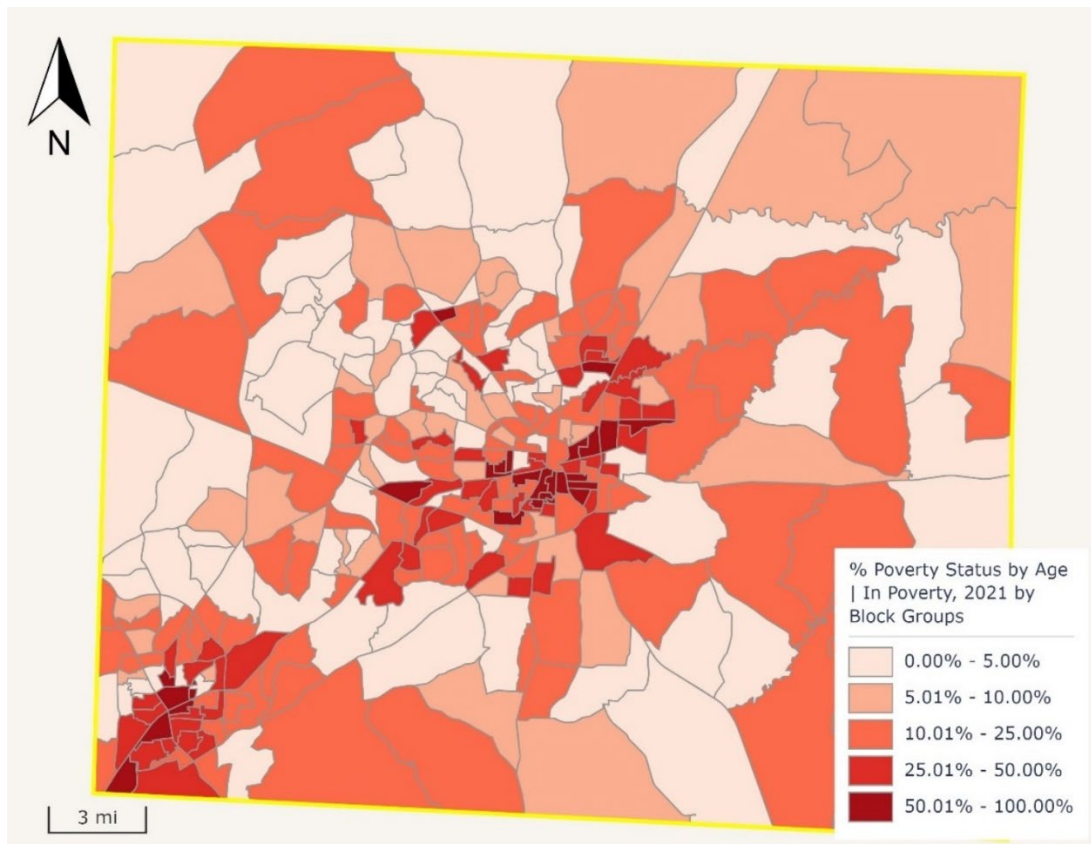 N
% Poverty Status by Age
| In Poverty, 2021 by
Block Groups
0.00% - 5.00%
5.01% - 10.00%
10.01% - 25.00%
25.01% - 50.00%
50.01% - 100.00%
3 mi